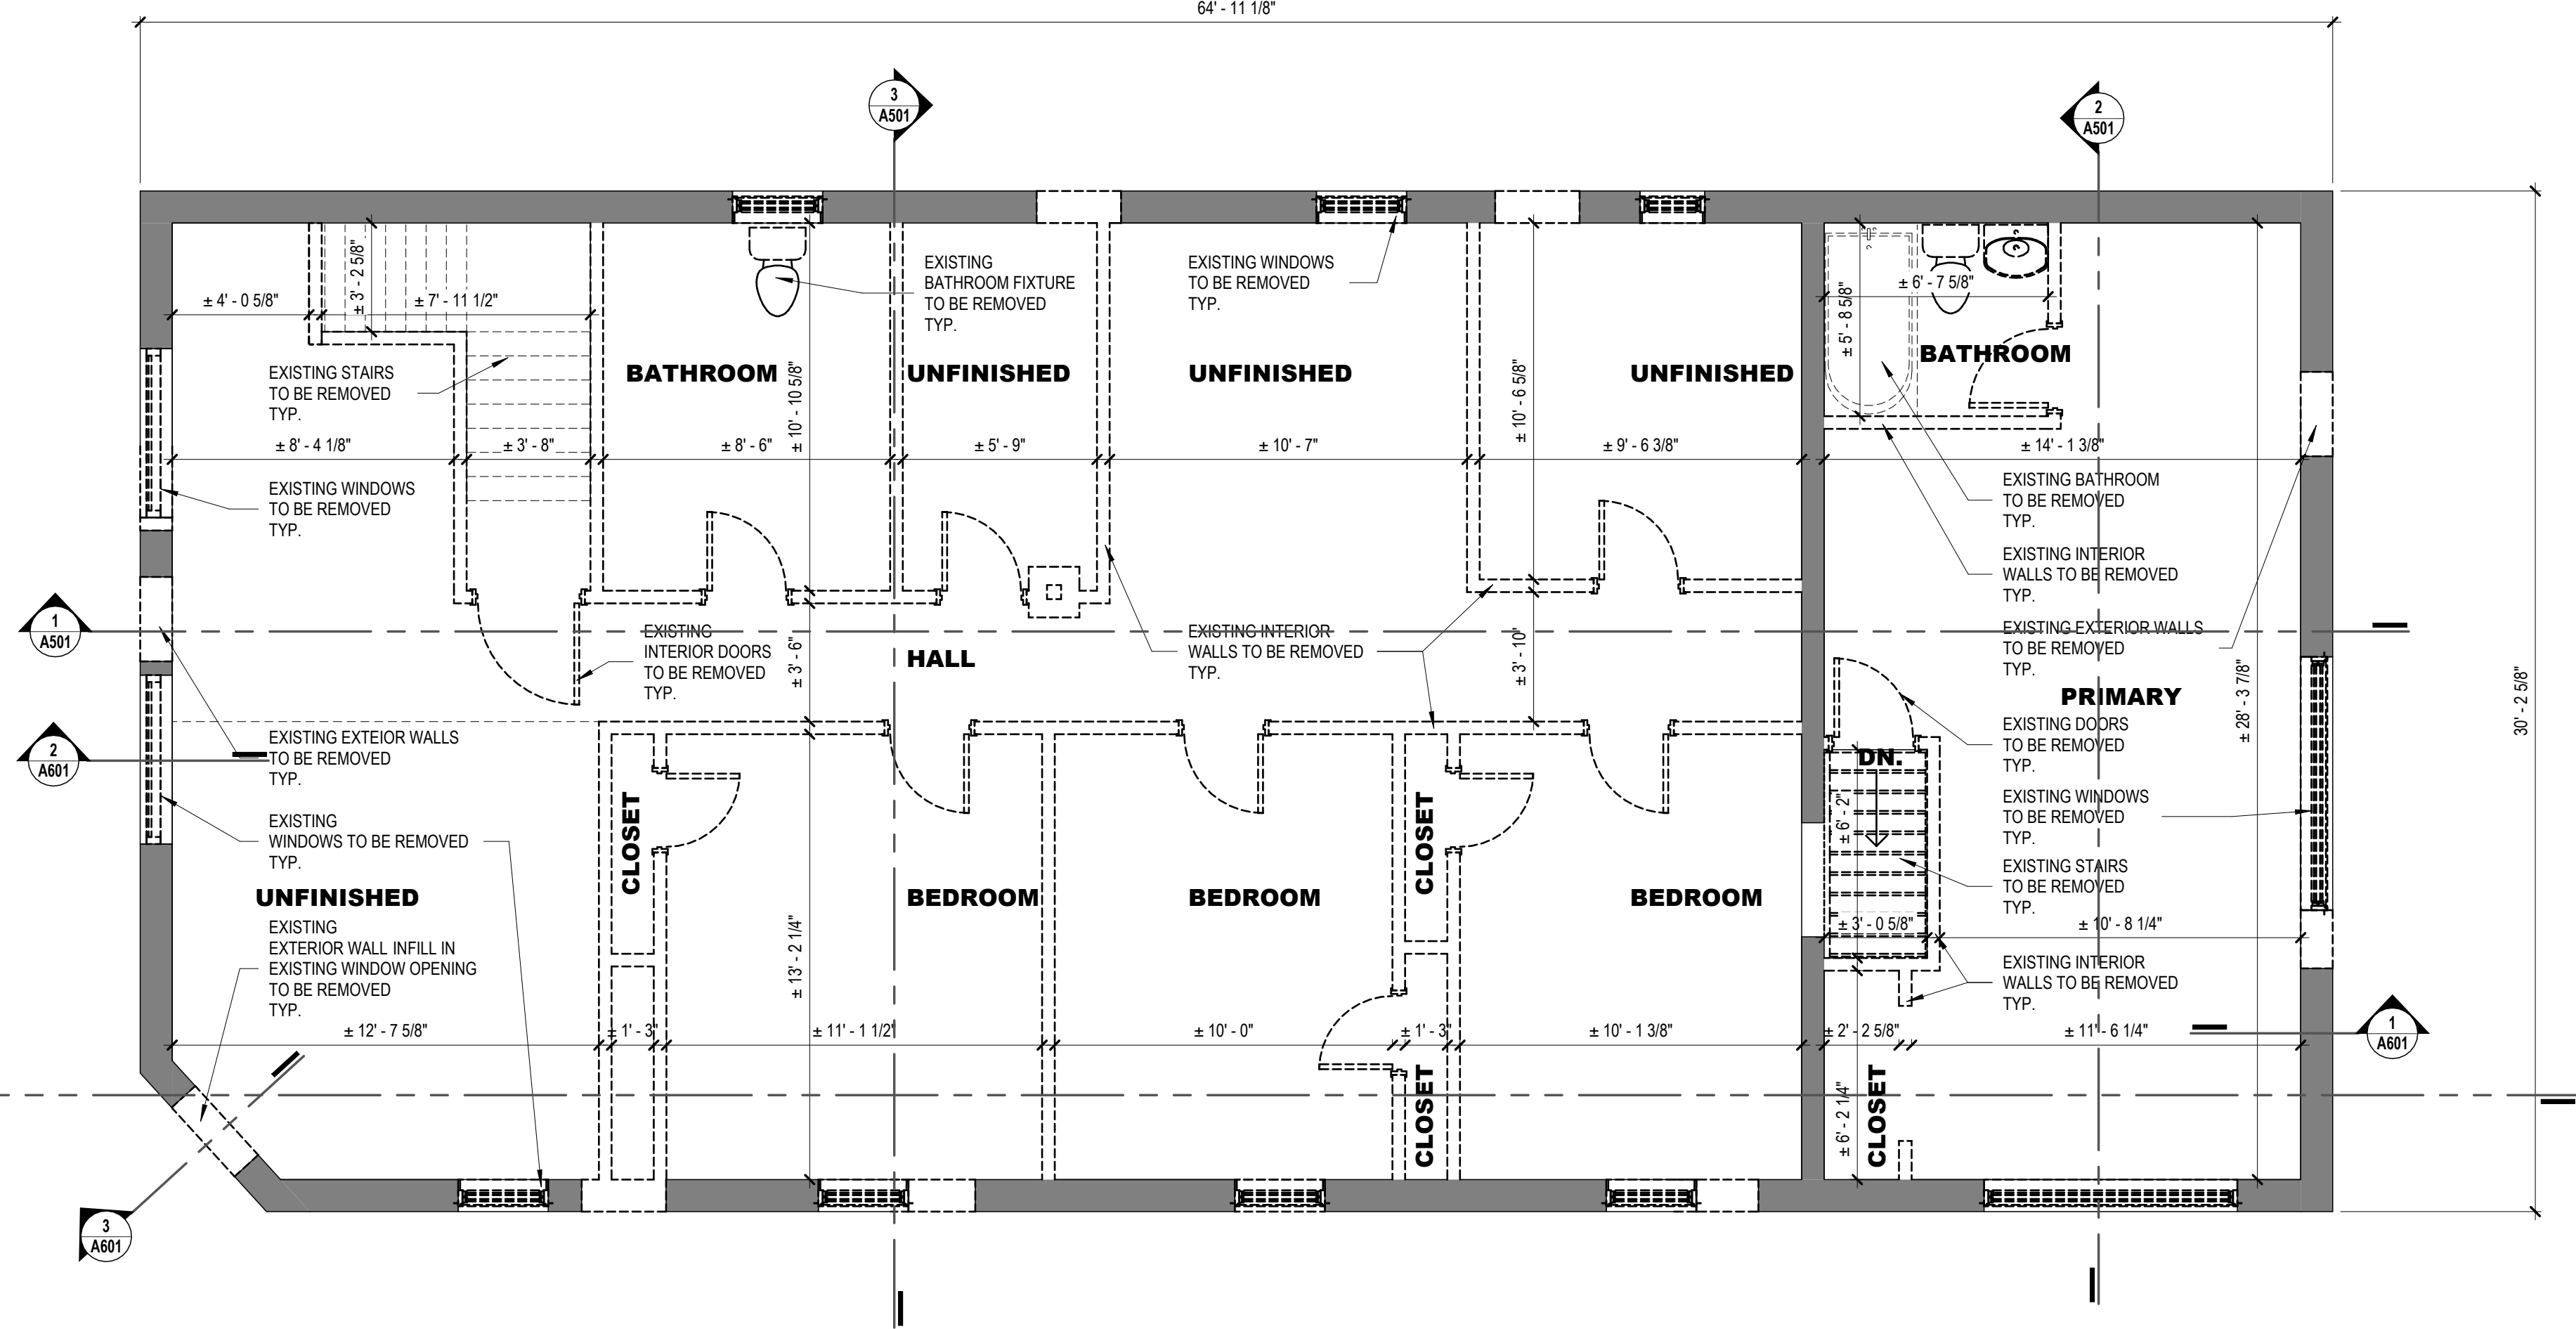 64' - 11 1/8"
3
A501
2
A501
± 4' - 0 5/8"
± 3' - 2 5/8"
± 7' - 11 1/2"
EXISTING
BATHROOM FIXTURE
TO BE REMOVED
TYP.
EXISTING WINDOWS
TO BE REMOVED
TYP.
± 5' - 8 5/8"
± 6' - 7 5/8"
EXISTING STAIRS
TO BE REMOVED
TYP.
BATHROOM
± 10' - 10 5/8"
UNFINISHED
UNFINISHED
± 10' - 6 5/8"
UNFINISHED
BATHROOM
± 8' - 4 1/8"
± 3' - 8"
± 8' - 6"
± 5' - 9"
± 10' - 7"
± 9' - 6 3/8"
± 14' - 1 3/8"
EXISTING WINDOWS
TO BE REMOVED
TYP.
EXISTING BATHROOM
TO BE REMOVED
TYP.
EXISTING INTERIOR
WALLS TO BE REMOVED
TYP.
1
A501
EXISTING
INTERIOR DOORS
TO BE REMOVED
TYP.
± 3' - 6"
HALL
EXISTING INTERIOR
WALLS TO BE REMOVED
TYP.
± 3' - 10"
EXISTING EXTERIOR WALLS
TO BE REMOVED
TYP.
PRIMARY
± 28' - 3 7/8"
30' - 2 5/8"
2
A601
EXISTING EXTEIOR WALLS
TO BE REMOVED
TYP.
EXISTING DOORS
TO BE REMOVED
TYP.
DN.
± 6' - 2"
EXISTING WINDOWS
TO BE REMOVED
TYP.
EXISTING
WINDOWS TO BE REMOVED
TYP.
CLOSET
CLOSET
EXISTING STAIRS
TO BE REMOVED
TYP.
UNFINISHED
BEDROOM
BEDROOM
BEDROOM
EXISTING
EXTERIOR WALL INFILL IN
EXISTING WINDOW OPENING
TO BE REMOVED
TYP.
± 13' - 2 1/4"
± 3' - 0 5/8"
± 10' - 8 1/4"
EXISTING INTERIOR
WALLS TO BE REMOVED
TYP.
± 12' - 7 5/8"
± 1' - 3"
± 11' - 1 1/2"
± 10' - 0"
± 1' - 3"
± 10' - 1 3/8"
± 2' - 2 5/8"
± 11' - 6 1/4"
1
A601
CLOSET
± 6' - 2 1/4"
CLOSET
3
A601